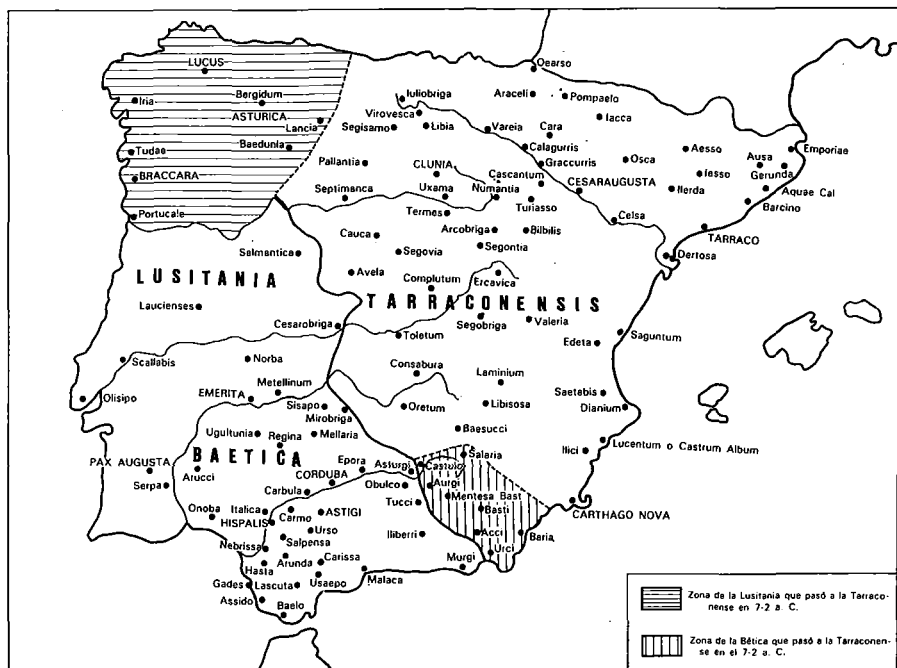 LUCUS
Oearso
Iria
Bergidum
Iuliobriga
Araceli
Pompaelo
ASTURICA
Virovesca
Iacca
Lancia
Segisamo
Libia
Vareia
Cara
Tudae
Baedunia
Calagurris
Aesso
Emporiae
Pallantia
CLUNIA
Graccurris
Osca
Ausa
BRACCARA
Cascantum
Iesso
Gerunda
Septimanca
Uxama
Numantia
CESARAUGUSTA
Ilerda
Aquae Cal
Portucale
Termes
Turiasso
Celsa
Barcino
Cauca
Arcobriga
Bilbilis
TARRACO
Salmantica
Segovia
Segontia
Dertosa
LUSITANIA
Avela
Complutum
Ercavica
TARRACONENSIS
Laucienses
Segobriga
Valeria
Cesarobriga
Toletum
Saguntum
Edeta
Scallabis
Norba
Consabura
Laminium
Metellinum
Saetabis
Olisipo
EMERITA
Sisapo
Oretum
Libisosa
Dianium
Mirobriga
Ugultunia
Regina
Mellaria
Baesucci
BAETICA
Ilici
Lucentum o Castrum Album
PAX AUGUSTA
Epora
Asturgi
Castulo
Salaria
Serpa
Arucci
CORDUBA
Obulco
Aurgi
Carbula
Mentesa Bast
Onoba
Italica
Tucci
Basti
CARTHAGO NOVA
HISPALIS
Carmo
ASTIGI
Urso
Iliberri
Acci
Baria
Nebrissa
Salpensa
Urci
Hasta
Arunda
Carissa
Murgi
Gades
Lascuta
Usaepo
Malaca
Assido
Baelo
Zona de la Lusitania que pasó a la Tarraco-
nense en 7-2 a. C.
Zona de la Bética que pasó a la Tarraconen-
se en el 7-2 a. C.